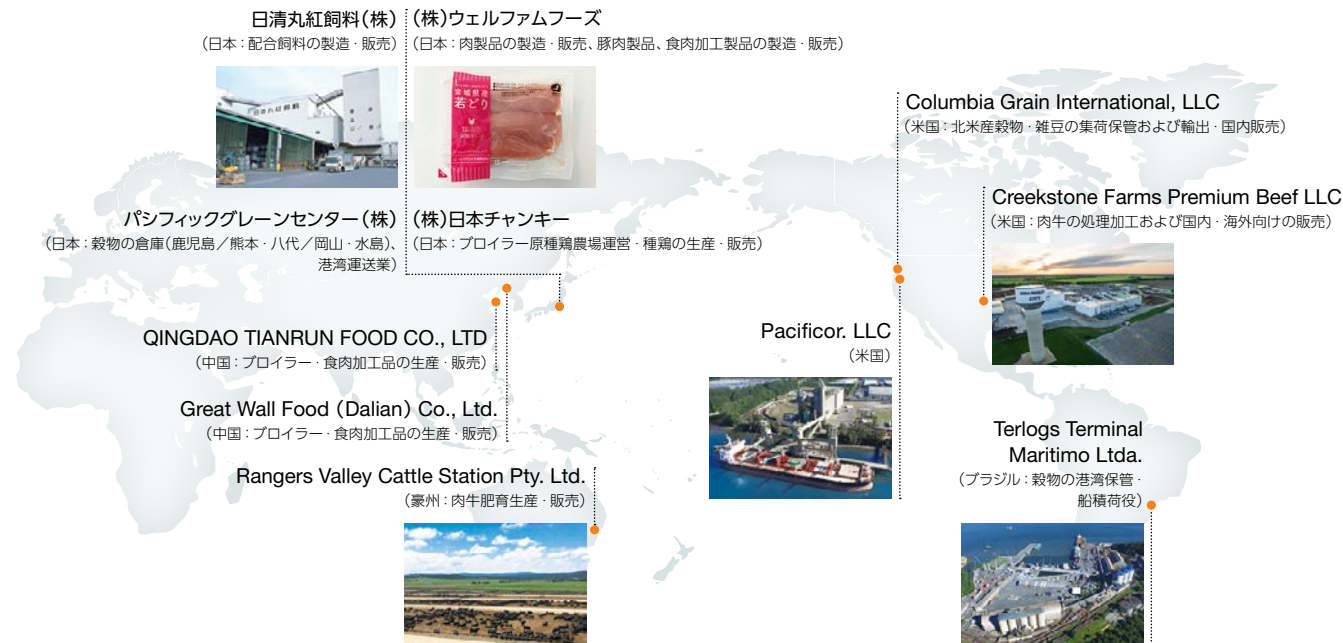 日清丸紅飼料(株)
(日本：配合飼料の製造・販売)
(株)ウェルファムフーズ
(日本：肉製品の製造・販売、豚肉製品、食肉加工製品の製造・販売)
日本丸紅飼料
宮城県産
若どり
パシフィックグレーンセンター(株)
(日本：穀物の倉庫(鹿児島／熊本・八代／岡山・水島)、
港湾運送業)
(株)日本チャンキー
(日本：ブロイラー原種鶏農場運営・種鶏の生産・販売)
Columbia Grain International, LLC
(米国：北米産穀物・雑豆の集荷保管および輸出・国内販売)
Creekstone Farms Premium Beef LLC
(米国：肉牛の処理加工および国内・海外向けの販売)
QINGDAO TIANRUN FOOD CO., LTD
(中国：ブロイラー・食肉加工品の生産・販売)
Great Wall Food (Dalian) Co., Ltd.
(中国：ブロイラー・食肉加工品の生産・販売)
Rangers Valley Cattle Station Pty. Ltd.
(豪州：肉牛肥育生産・販売)
Pacificor. LLC
(米国)
Terlogs Terminal
Maritimo Ltda.
(ブラジル：穀物の港湾保管・
船積荷役)